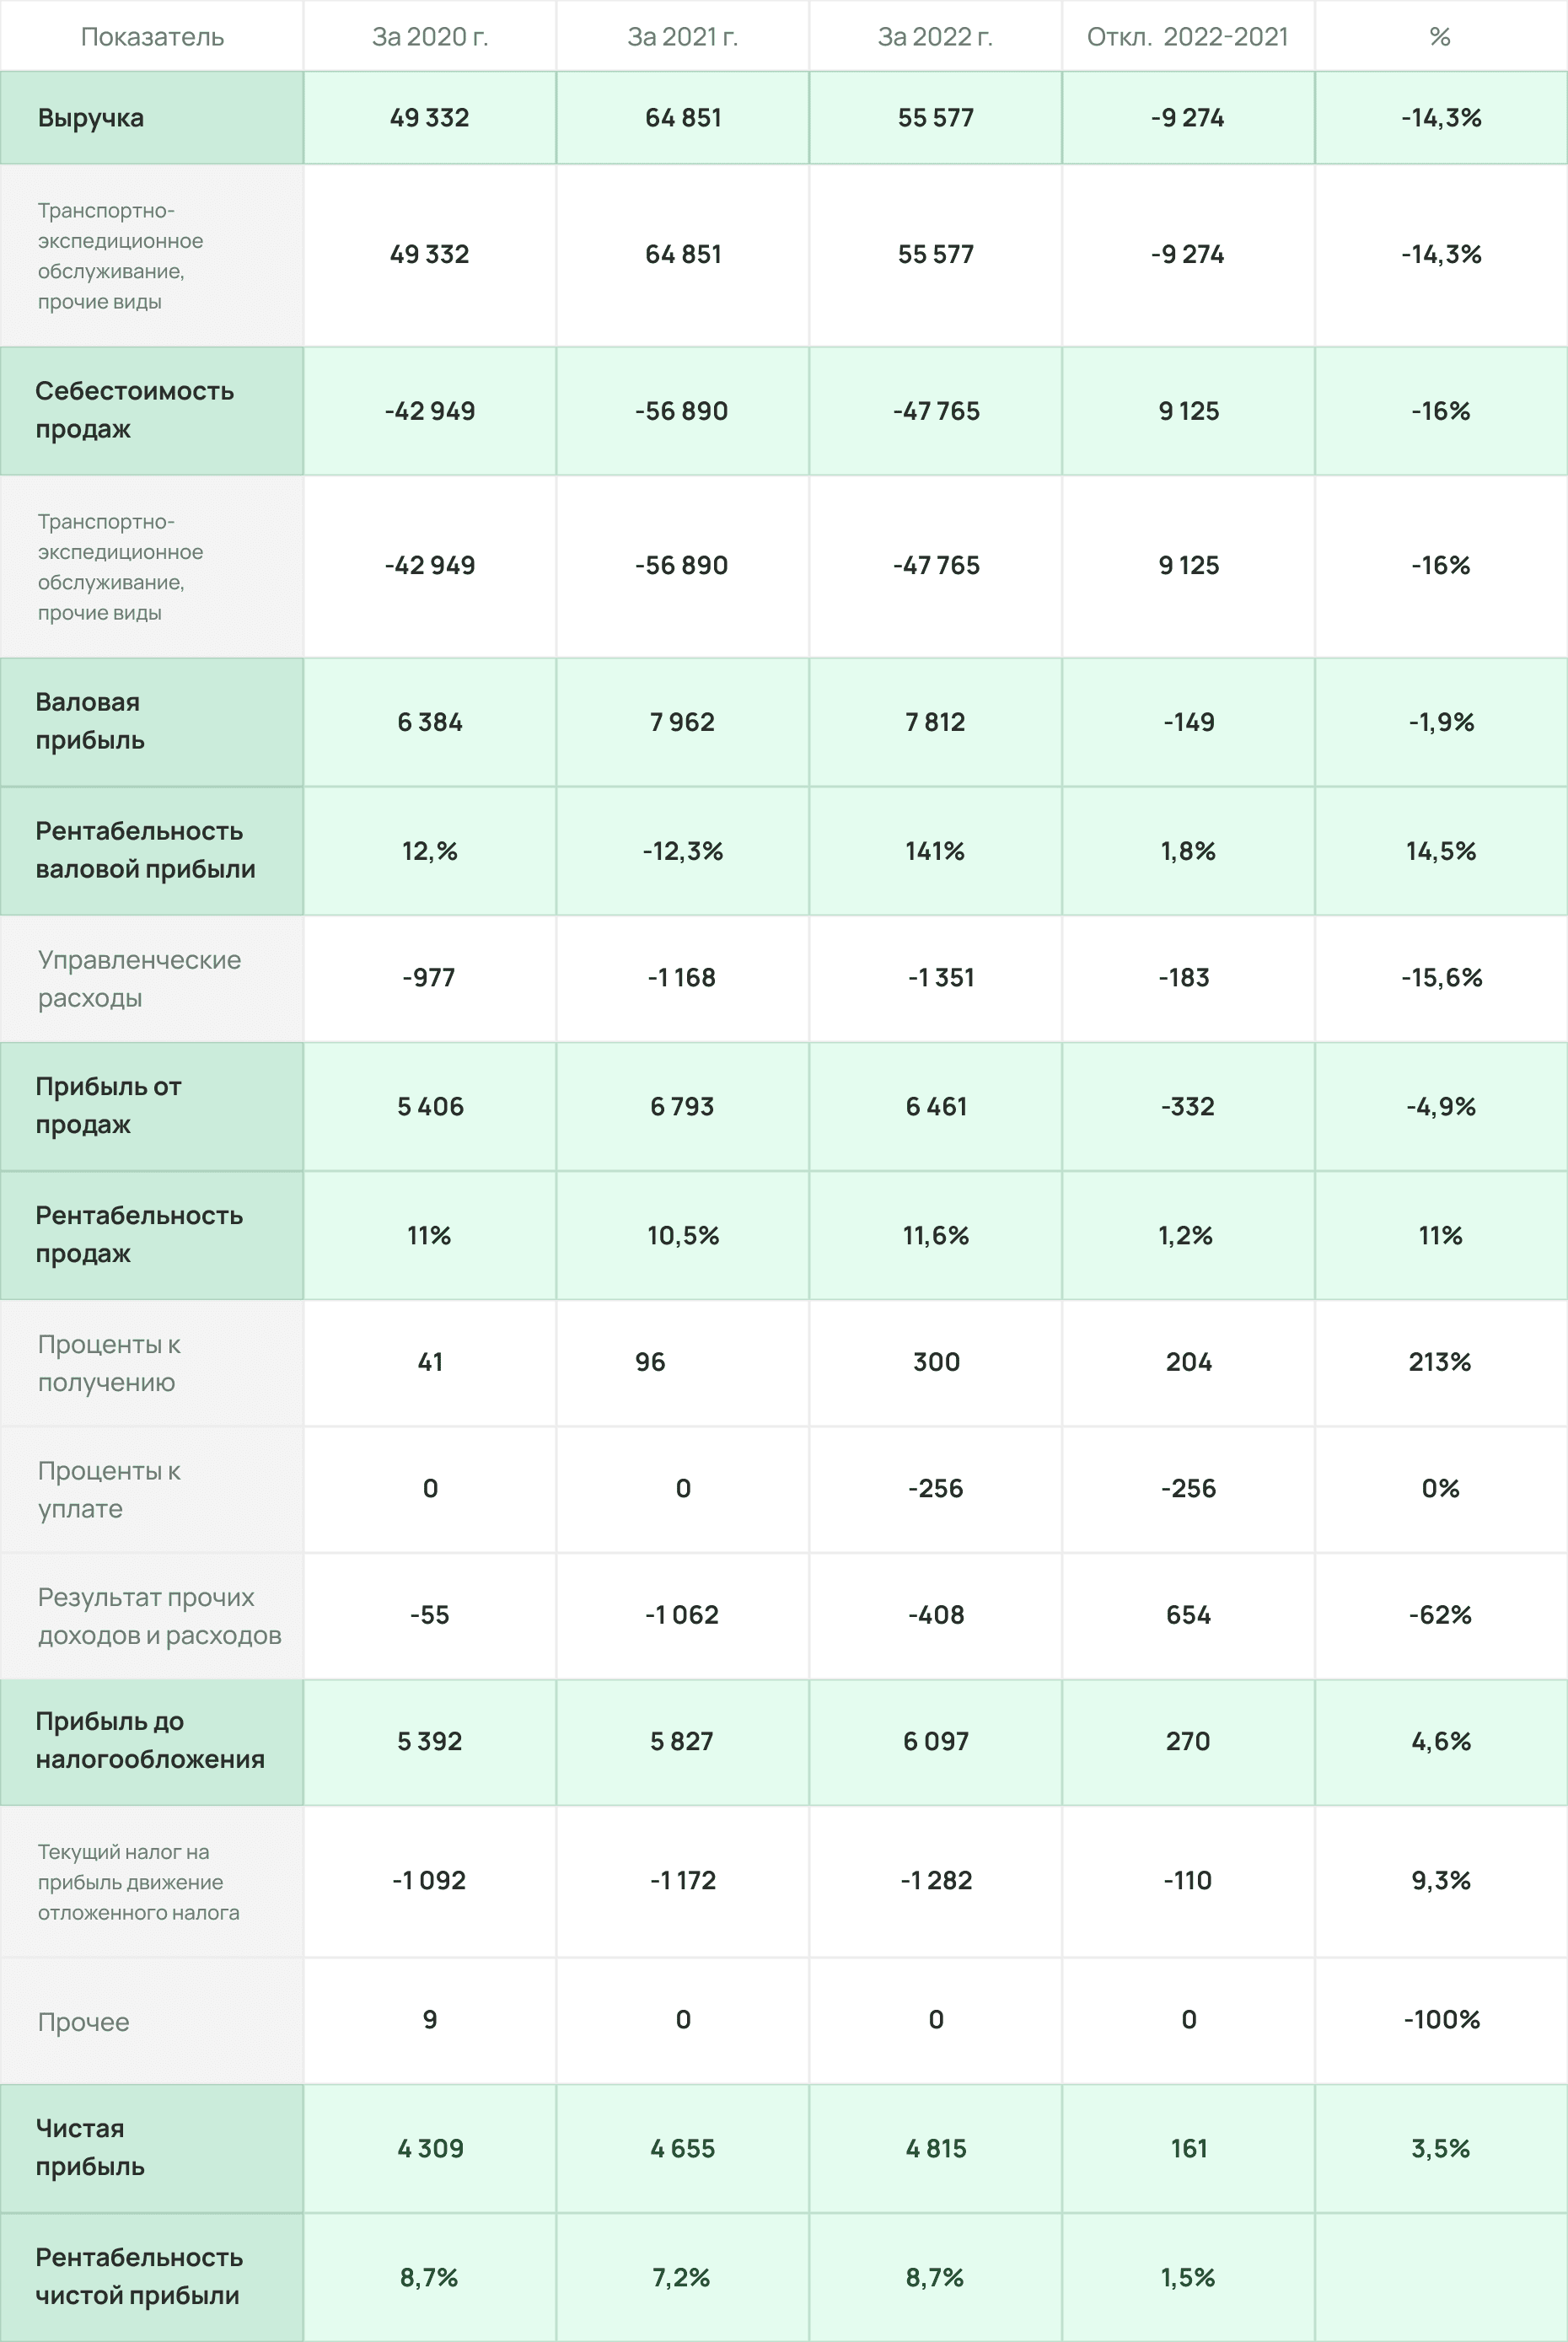 Показатель За 2020 г. За 2021 г. За 2022 г. Откл. 2022-2021 %
Выручка 49 332 64 851 55 577 -9 274 -14,3%
Транспортно-
экспедиционное
обслуживание,
прочие виды
49 332 64 851 55 577 -9 274 -14,3%
Себестоимость
продаж
-42 949 -56 890 -47 765 9 125 -16%
Транспортно-
экспедиционное
обслуживание,
прочие виды
-42 949 -56 890 -47 765 9 125 -16%
Валовая
прибыль
6 384 7 962 7 812 -149 -1,9%
Рентабельность
валовой прибыли
12,% -12,3% 141% 1,8% 14,5%
Управленческие
расходы
-977 -1 168 -1 351 -183 -15,6%
Прибыль от
продаж
5 406 6 793 6 461 -332 -4,9%
Рентабельность
продаж
11% 10,5% 11,6% 1,2% 11%
Проценты к
получению
41 96 300 204 213%
Проценты к
уплате
0 0 -256 -256 0%
Результат прочих
доходов и расходов
-55 -1 062 -408 654 -62%
Прибыль до
налогообложения
5 392 5 827 6 097 270 4,6%
Текущий налог на
прибыль движение
отложенного налога
-1 092 -1 172 -1 282 -110 9,3%
Прочее 9 0 0 0 -100%
Чистая
прибыль
4 309 4 655 4 815 161 3,5%
Рентабельность
чистой прибыли
8,7% 7,2% 8,7% 1,5%